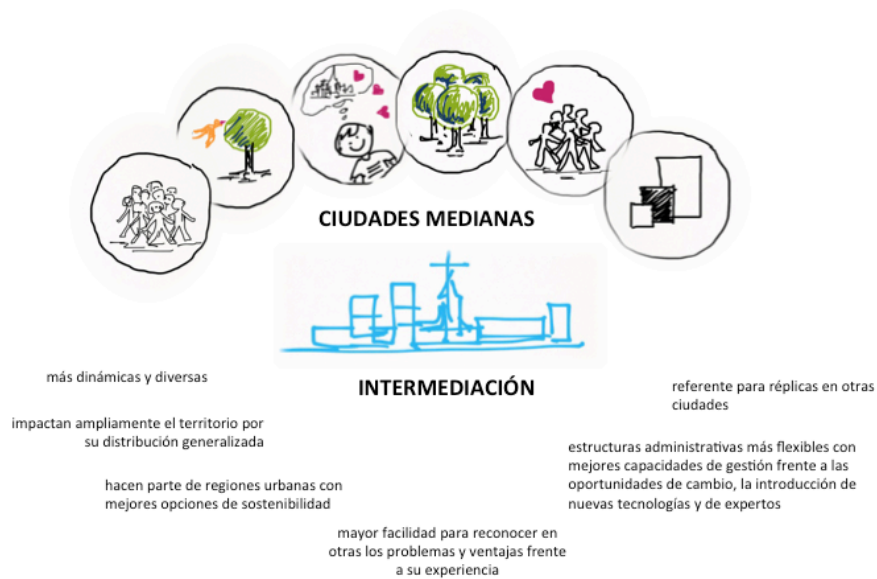 CIUDADES MEDIANAS
INTERMEDIACIÓN
más dinámicas y diversas
impactan ampliamente el territorio por
su distribución generalizada
hacen parte de regiones urbanas con
mejores opciones de sostenibilidad
mayor facilidad para reconocer en
otras los problemas y ventajas frente
a su experiencia
referente para réplicas en otras
ciudades
estructuras administrativas más flexibles con
mejores capacidades de gestión frente a las
oportunidades de cambio, la introducción de
nuevas tecnologías y de expertos